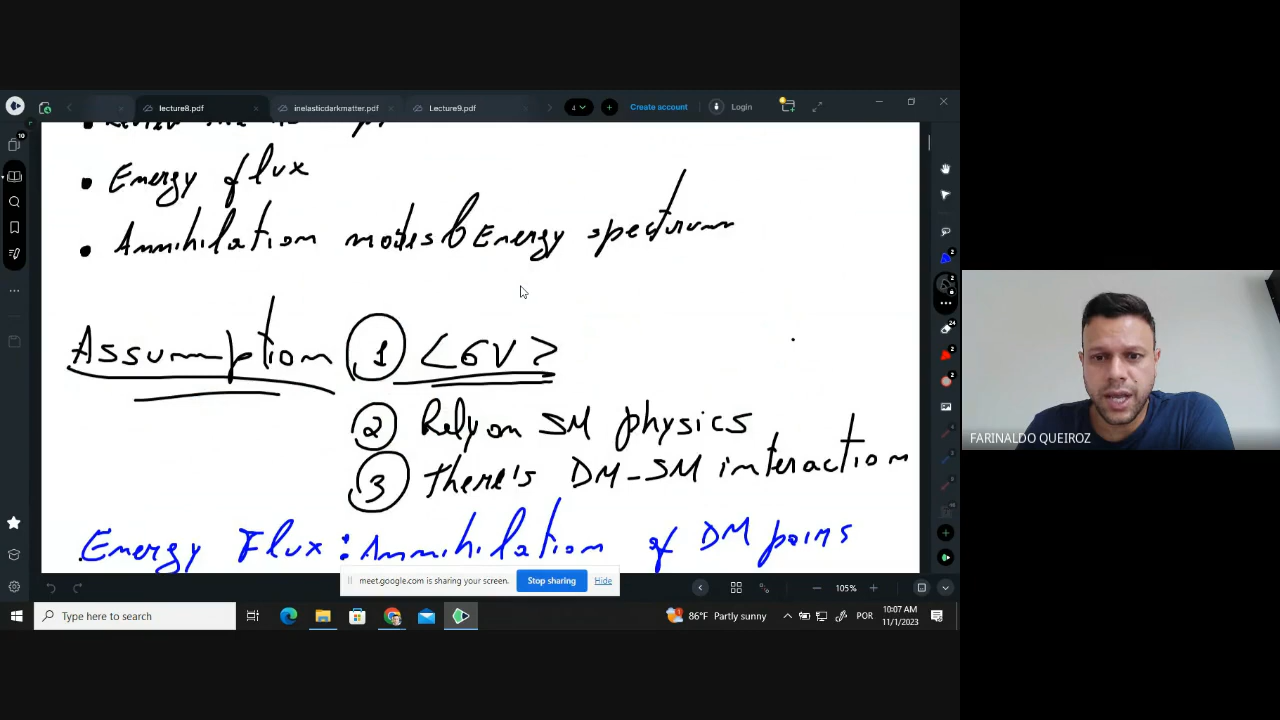 lecture8.pdf
inelasticdarkmatter.pdf
Lecture9.pdf
4
Create account
Login
10
• Energy flux
• Annihilation modes & Energy spectrum
Assumption ① <σv>
② Rely on SM physics
③ There's DM-SM interaction
Energy Flux: Annihilation of DM pairs
FARINALDO QUEIROZ
meet.google.com is sharing your screen.
Stop sharing
Hide
105%
Type here to search
86°F Partly sunny
POR
10:07 AM
11/1/2023